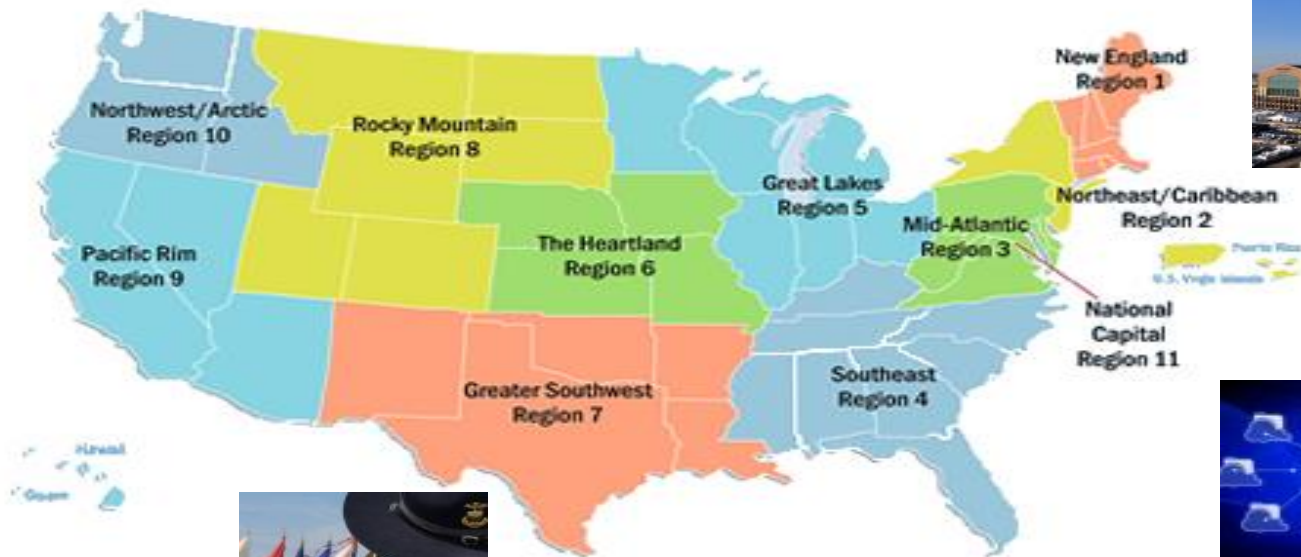 New England
Region 1
Northwest/Arctic
Region 10
Rocky Mountain
Region 8
Great Lakes
Region 5
Northeast/Caribbean
Region 2
Mid-Atlantic
Region 3
The Heartland
Region 6
Pacific Rim
Region 9
Puerto Rico
U.S. Virgin Islands
National
Capital
Region 11
Southeast
Region 4
Greater Southwest
Region 7
Hawaii
Guam